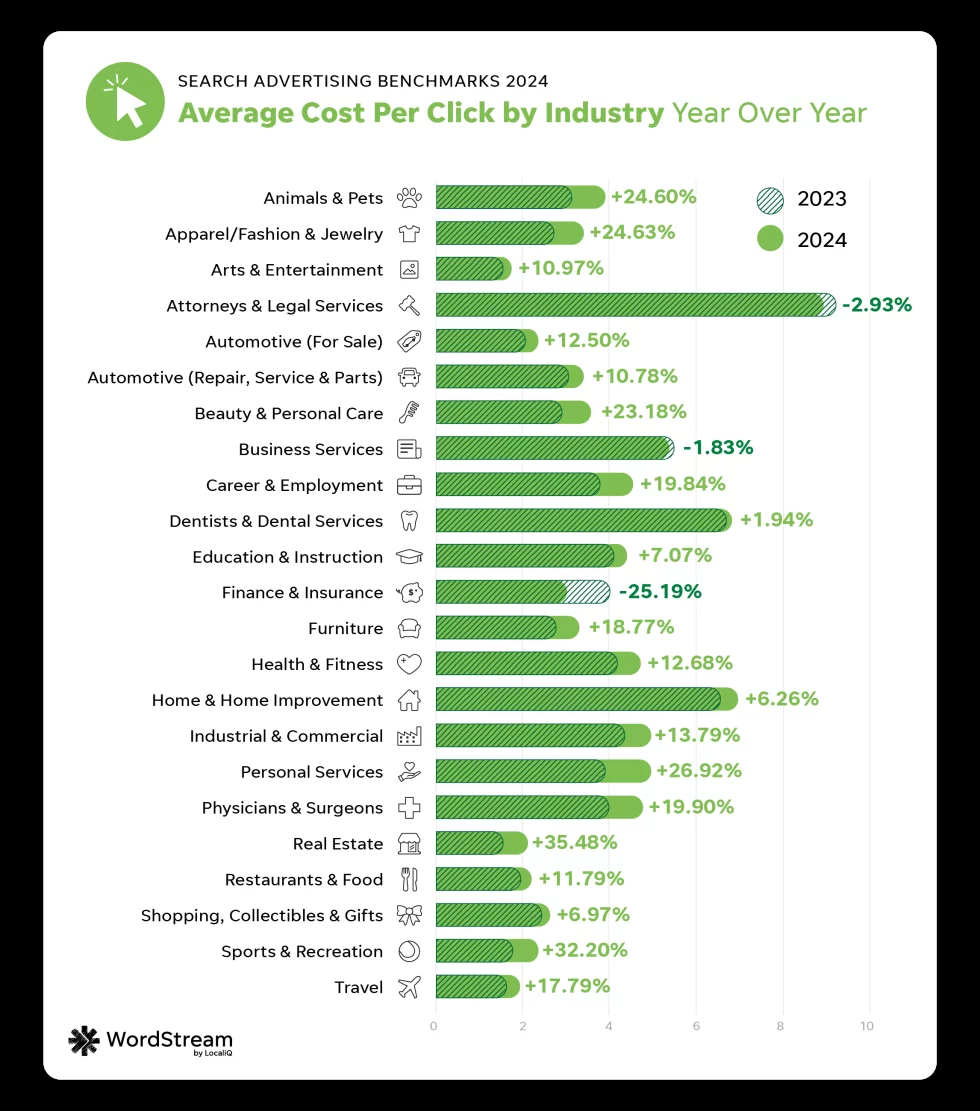 SEARCH ADVERTISING BENCHMARKS 2024
Average Cost Per Click by Industry Year Over Year
2023
2024
Animals & Pets +24.60%
Apparel/Fashion & Jewelry +24.63%
Arts & Entertainment +10.97%
Attorneys & Legal Services -2.93%
Automotive (For Sale) +12.50%
Automotive (Repair, Service & Parts) +10.78%
Beauty & Personal Care +23.18%
Business Services -1.83%
Career & Employment +19.84%
Dentists & Dental Services +1.94%
Education & Instruction +7.07%
Finance & Insurance -25.19%
Furniture +18.77%
Health & Fitness +12.68%
Home & Home Improvement +6.26%
Industrial & Commercial +13.79%
Personal Services +26.92%
Physicians & Surgeons +19.90%
Real Estate +35.48%
Restaurants & Food +11.79%
Shopping, Collectibles & Gifts +6.97%
Sports & Recreation +32.20%
Travel +17.79%
0 2 4 6 8 10
WordStream
by LocaliQ